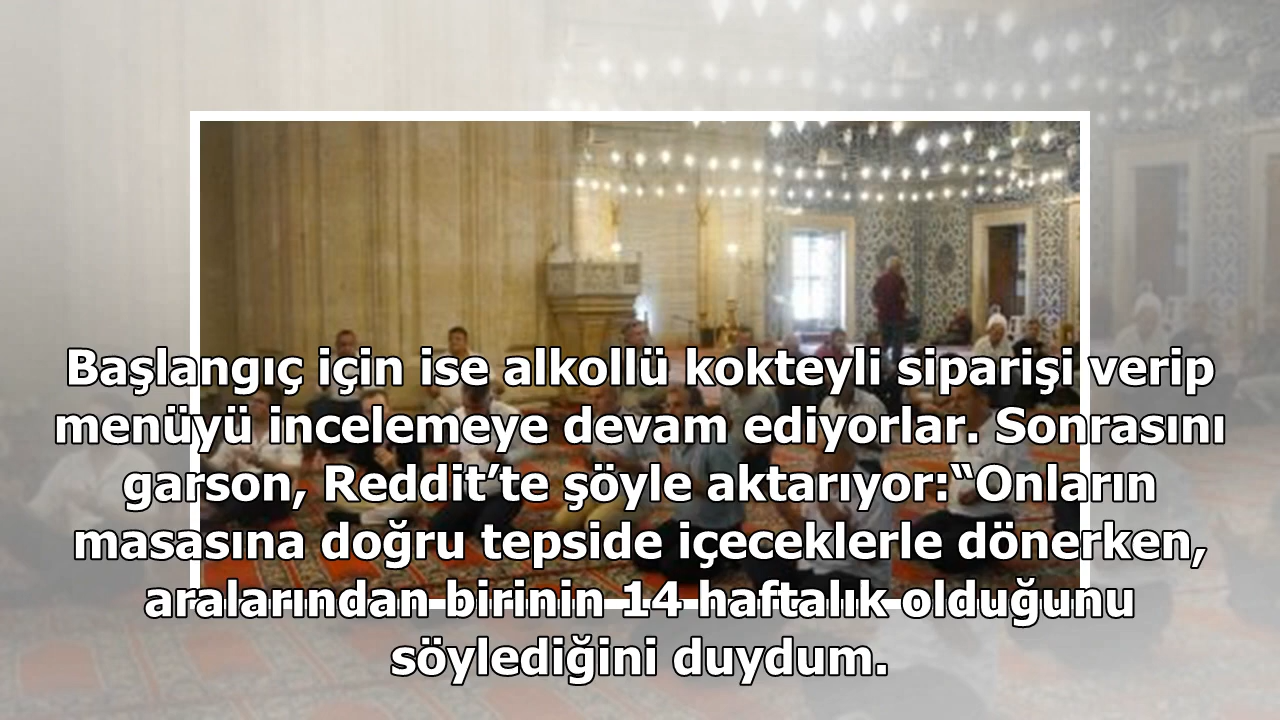 Başlangıç için ise alkollü kokteyli siparişi verip
menüyü incelemeye devam ediyorlar. Sonrasını
garson, Reddit’te şöyle aktarıyor:“Onların
masasına doğru tepside içeceklerle dönerken,
aralarından birinin 14 haftalık olduğunu
söylediğini duydum.